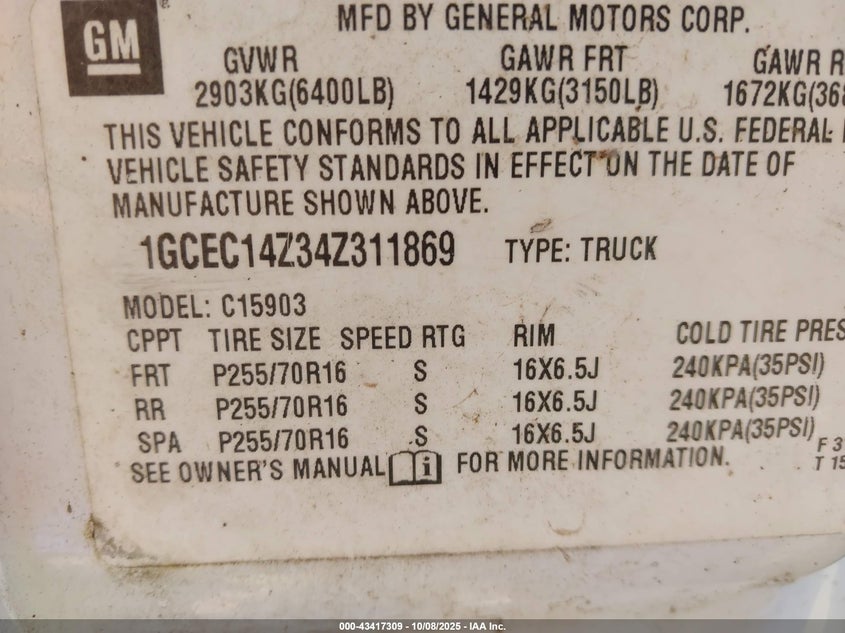 GM
MFD BY GENERAL MOTORS CORP.
GVWR GAWR FRT GAWR R
2903KG(6400LB) 1429KG(3150LB) 1672KG(368
THIS VEHICLE CONFORMS TO ALL APPLICABLE U.S. FEDERAL
VEHICLE SAFETY STANDARDS IN EFFECT ON THE DATE OF
MANUFACTURE SHOWN ABOVE.
1GCEC14Z34Z311869 TYPE: TRUCK
MODEL: C15903
CPPT TIRE SIZE SPEED RTG RIM COLD TIRE PRES
FRT P255/70R16 S 16X6.5J 240KPA(35PSI)
RR P255/70R16 S 16X6.5J 240KPA(35PSI)
SPA P255/70R16 S 16X6.5J 240KPA(35PSI)
SEE OWNER'S MANUAL i FOR MORE INFORMATION.
F 3
T 15
000-43417309 - 10/08/2025 - IAA Inc.